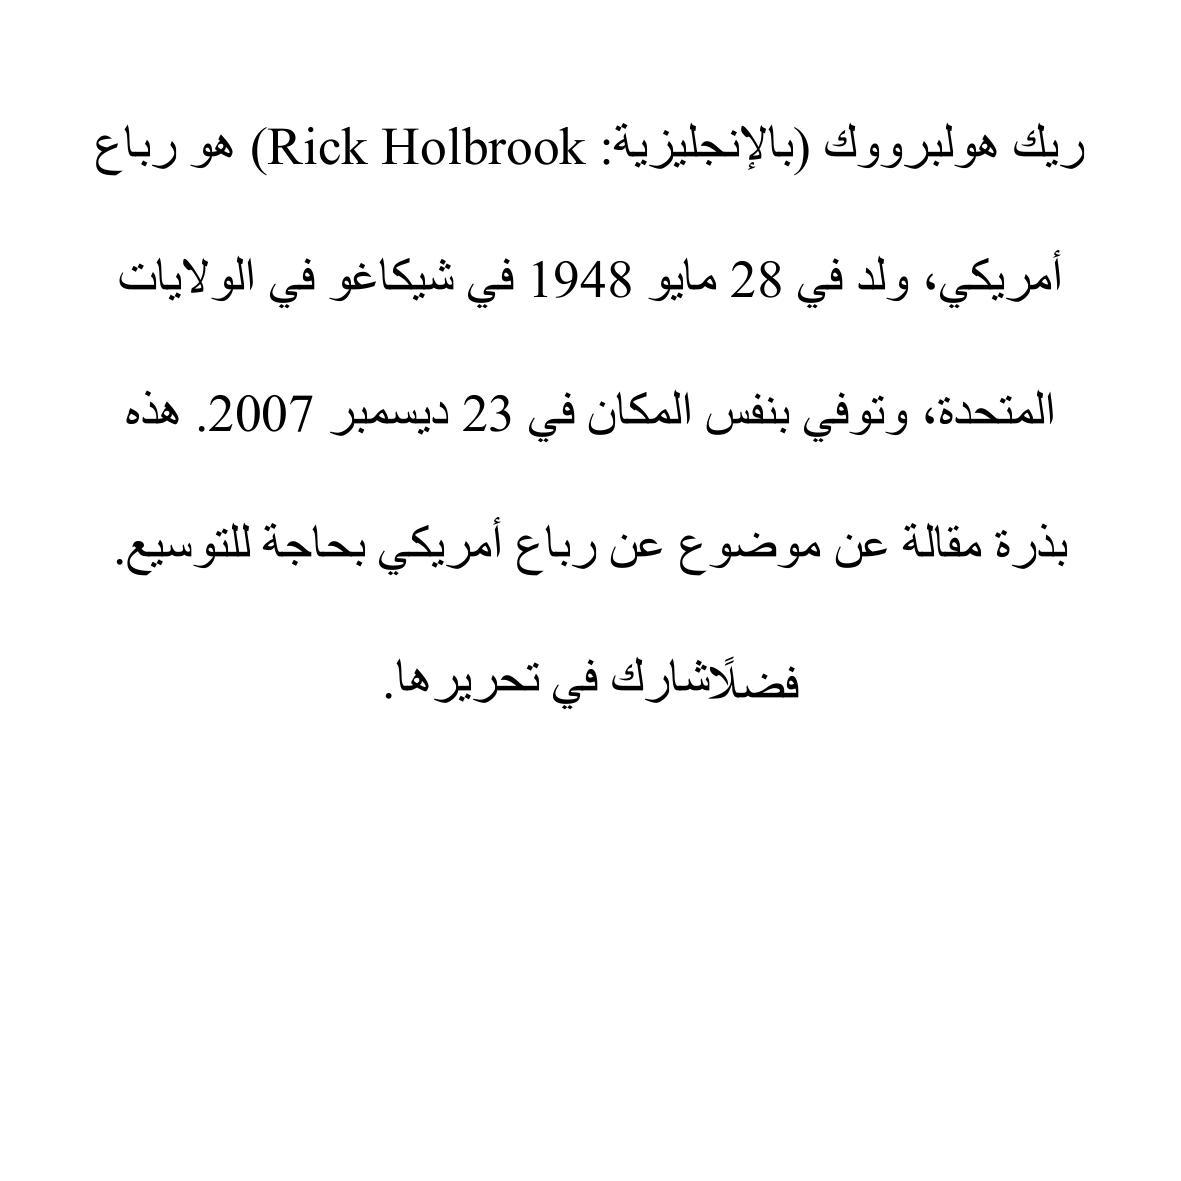 ريك هولبرووك (بالإنجليزية: Rick Holbrook) هو رباع
أمريكي، ولد في 28 مايو 1948 في شيكاغو في الولايات
المتحدة، وتوفي بنفس المكان في 23 ديسمبر 2007. هذه
بذرة مقالة عن موضوع عن رباع أمريكي بحاجة للتوسيع.
فضلًاشارك في تحريرها.